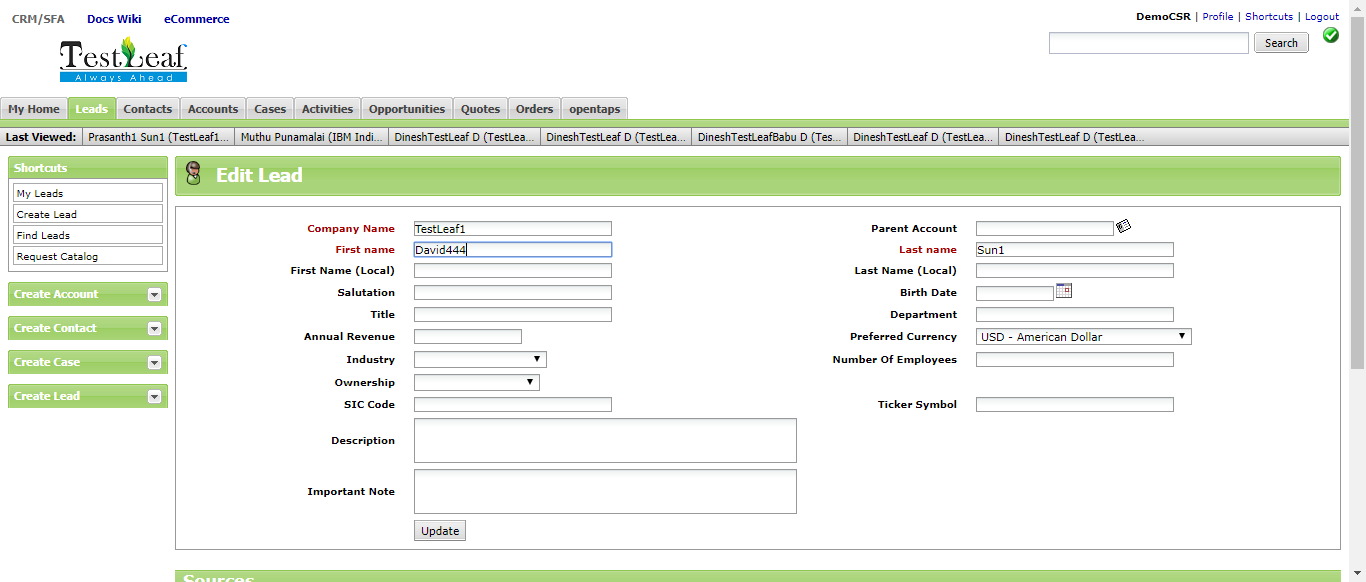 CRM/SFA Docs Wiki eCommerce
DemoCSR | Profile | Shortcuts | Logout
Search
TestLeaf
Always Ahead
My Home Leads Contacts Accounts Cases Activities Opportunities Quotes Orders opentaps
Last Viewed: Prasanth1 Sun1 (TestLeaf1... Muthu Punamalai (IBM Indi... DineshTestLeaf D (TestLea... DineshTestLeaf D (TestLea... DineshTestLeafBabu D (Tes... DineshTestLeaf D (TestLea... DineshTestLeaf D (TestLea...
Shortcuts
My Leads
Create Lead
Find Leads
Request Catalog
Create Account
Create Contact
Create Case
Create Lead
Edit Lead
Company Name TestLeaf1 Parent Account
First name David444 Last name Sun1
First Name (Local) Last Name (Local)
Salutation Birth Date
Title Department
Annual Revenue Preferred Currency USD - American Dollar
Industry Number Of Employees
Ownership
SIC Code Ticker Symbol
Description
Important Note
Update
Sources